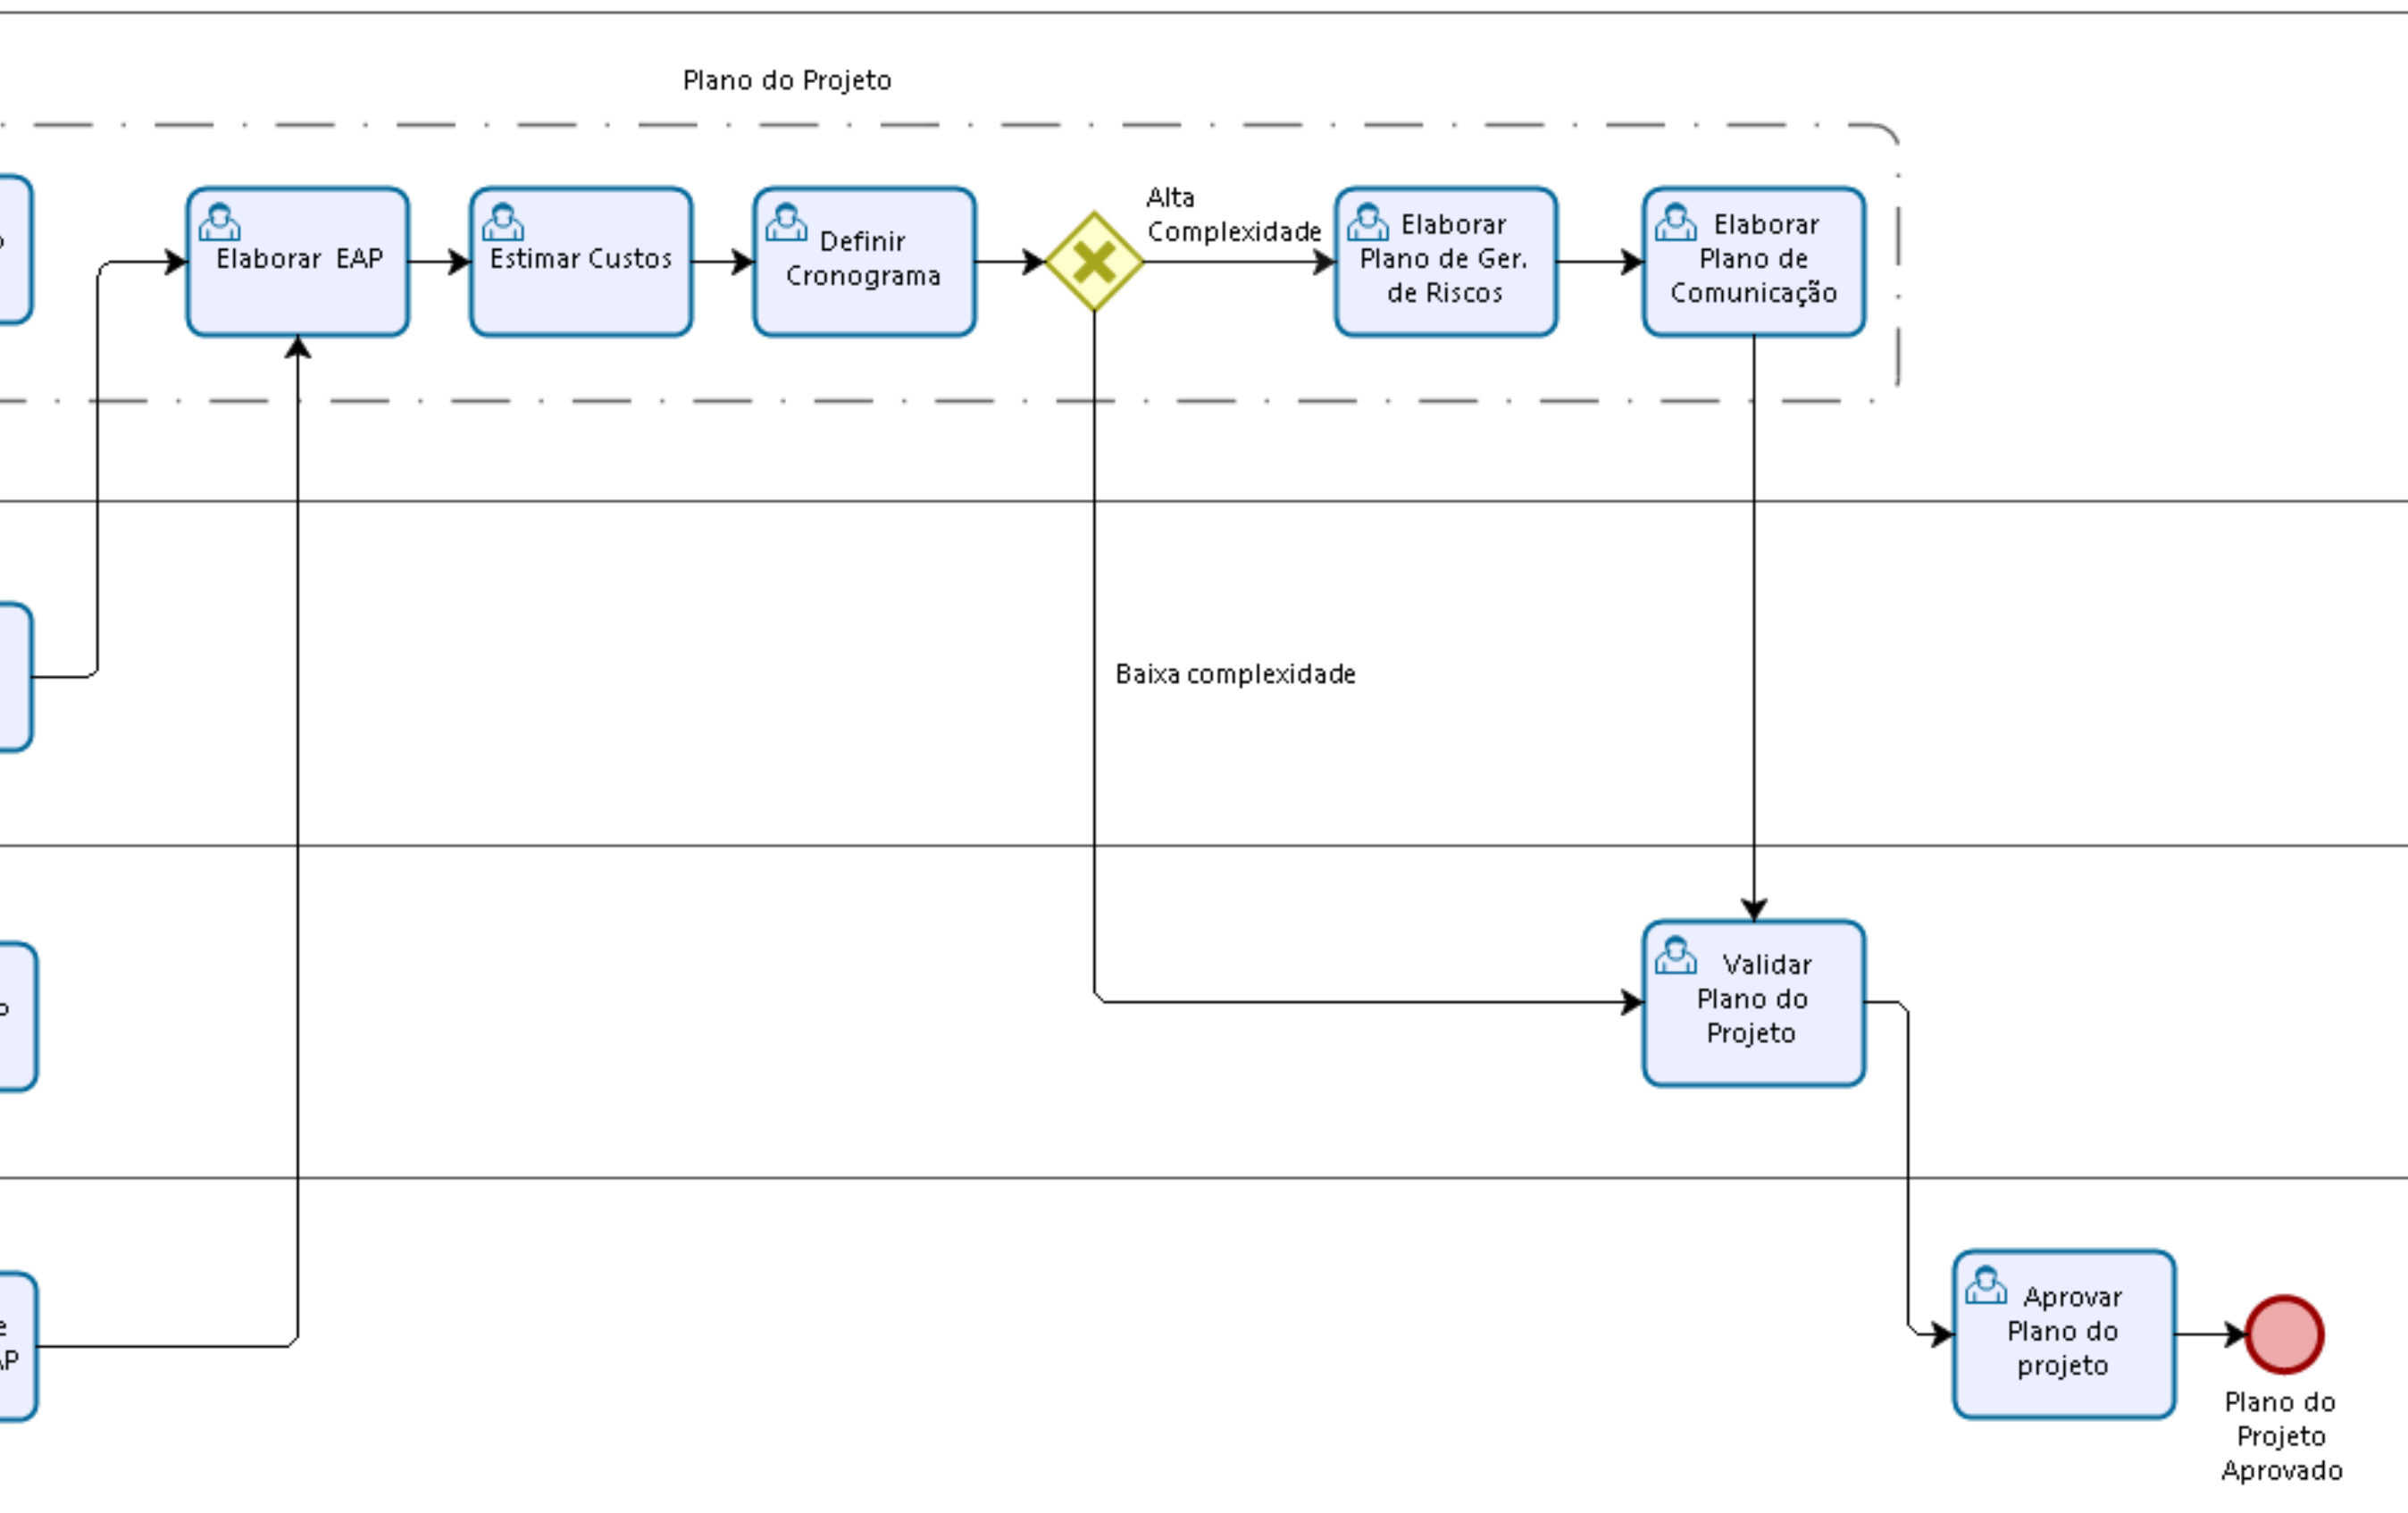 Plano do Projeto
Elaborar EAP
Estimar Custos
Definir
Cronograma
Alta
Complexidade
Elaborar
Plano de Ger.
de Riscos
Elaborar
Plano de
Comunicação
Baixa complexidade
Validar
Plano do
Projeto
Aprovar
Plano do
projeto
Plano do
Projeto
Aprovado